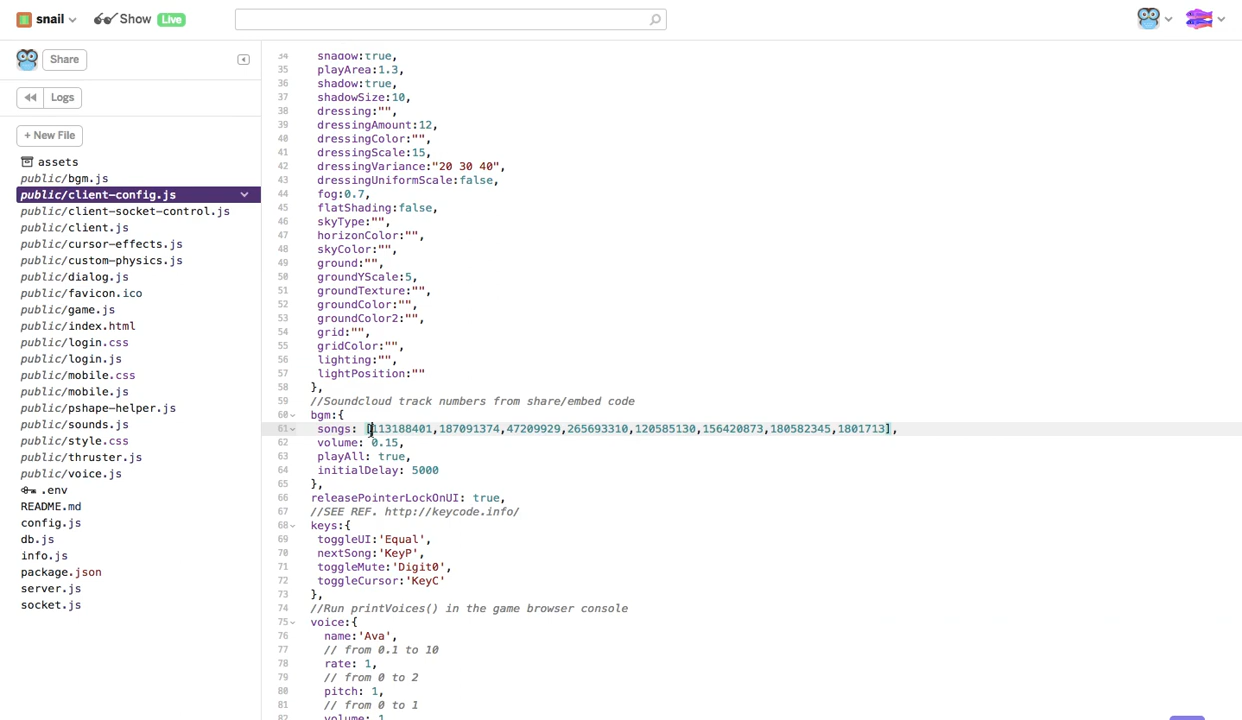 snail Show Live
Share
Logs
+ New File
assets
public/bgm.js
public/client-config.js
public/client-socket-control.js
public/client.js
public/cursor-effects.js
public/custom-physics.js
public/dialog.js
public/favicon.ico
public/game.js
public/index.html
public/login.css
public/login.js
public/mobile.css
public/mobile.js
public/pshape-helper.js
public/sounds.js
public/style.css
public/thruster.js
public/voice.js
.env
README.md
config.js
db.js
info.js
package.json
server.js
socket.js
34 shadow:true,
35 playArea:1.3,
36 shadow:true,
37 shadowSize:10,
38 dressing:"",
39 dressingAmount:12,
40 dressingColor:"",
41 dressingScale:15,
42 dressingVariance:"20 30 40",
43 dressingUniformScale:false,
44 fog:0.7,
45 flatShading:false,
46 skyType:"",
47 horizonColor:"",
48 skyColor:"",
49 ground:"",
50 groundYScale:5,
51 groundTexture:"",
52 groundColor:"",
53 groundColor2:"",
54 grid:"",
55 gridColor:"",
56 lighting:"",
57 lightPosition:""
58 },
59 //Soundcloud track numbers from share/embed code
60 bgm:{
61 songs: [113188401,187091374,47209929,265693310,120585130,156420873,180582345,1801713],
62 volume: 0.15,
63 playAll: true,
64 initialDelay: 5000
65 },
66 releasePointerLockOnUI: true,
67 //SEE REF. http://keycode.info/
68 keys:{
69 toggleUI:'Equal',
70 nextSong:'KeyP',
71 toggleMute:'Digit0',
72 toggleCursor:'KeyC'
73 },
74 //Run printVoices() in the game browser console
75 voice:{
76 name:'Ava',
77 // from 0.1 to 10
78 rate: 1,
79 // from 0 to 2
80 pitch: 1,
81 // from 0 to 1
82 volume: 1